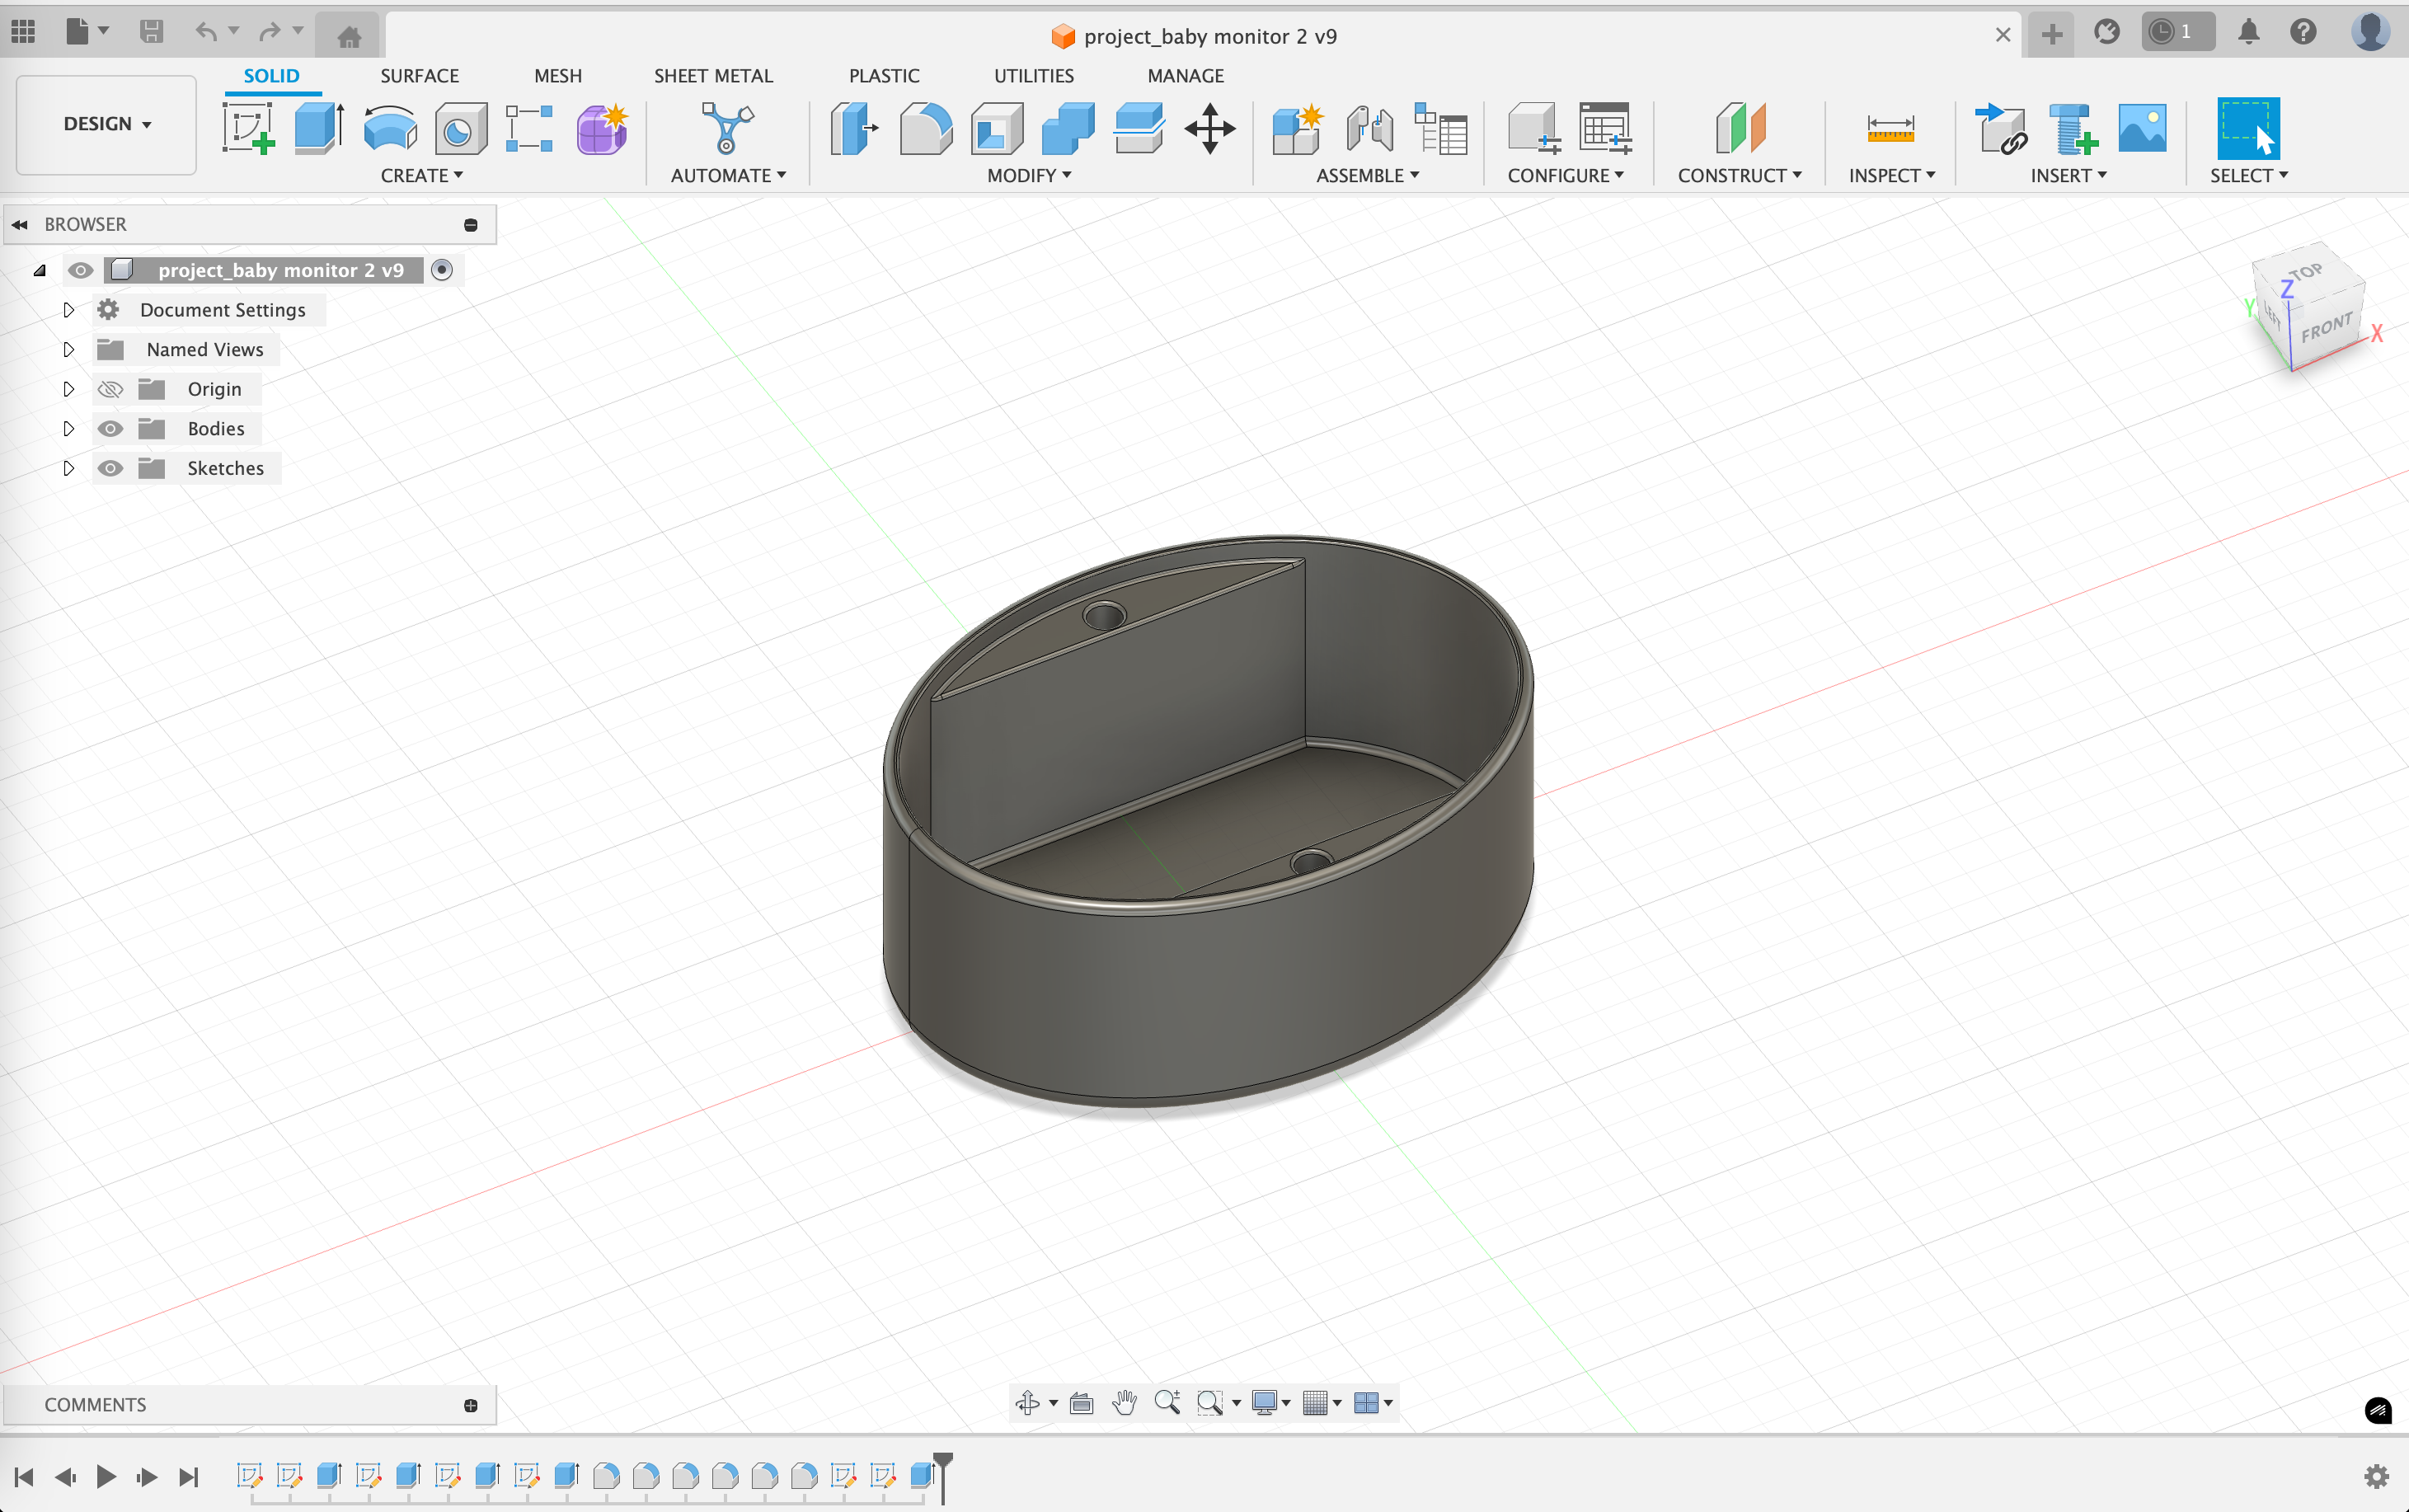 project_baby monitor 2 v9
1
DESIGN
SOLID
SURFACE
MESH
SHEET METAL
PLASTIC
UTILITIES
MANAGE
CREATE
AUTOMATE
MODIFY
ASSEMBLE
CONFIGURE
CONSTRUCT
INSPECT
INSERT
SELECT
BROWSER
project_baby monitor 2 v9
Document Settings
Named Views
Origin
Bodies
Sketches
TOP
Z
Y
LEFT
FRONT
X
COMMENTS